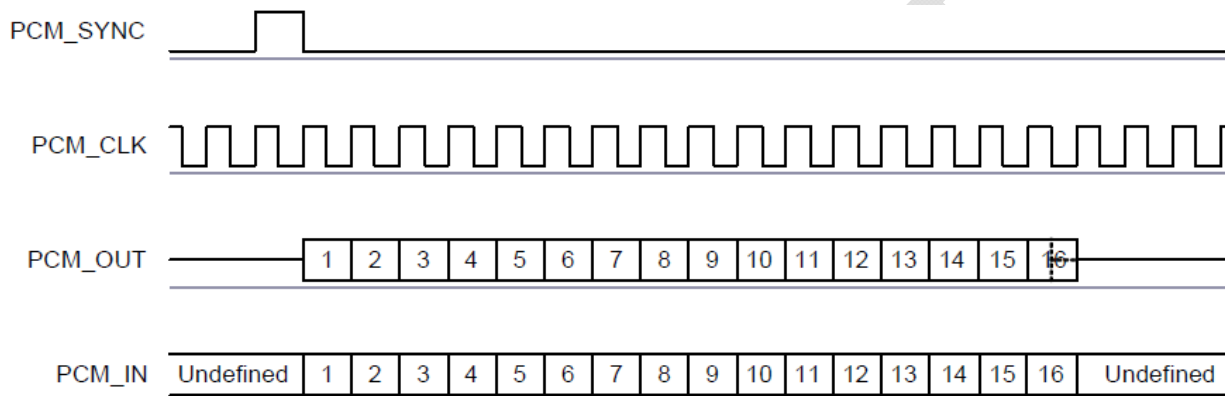 PCM_SYNC
PCM_CLK
PCM_OUT 1 2 3 4 5 6 7 8 9 10 11 12 13 14 15 16
PCM_IN Undefined 1 2 3 4 5 6 7 8 9 10 11 12 13 14 15 16 Undefined